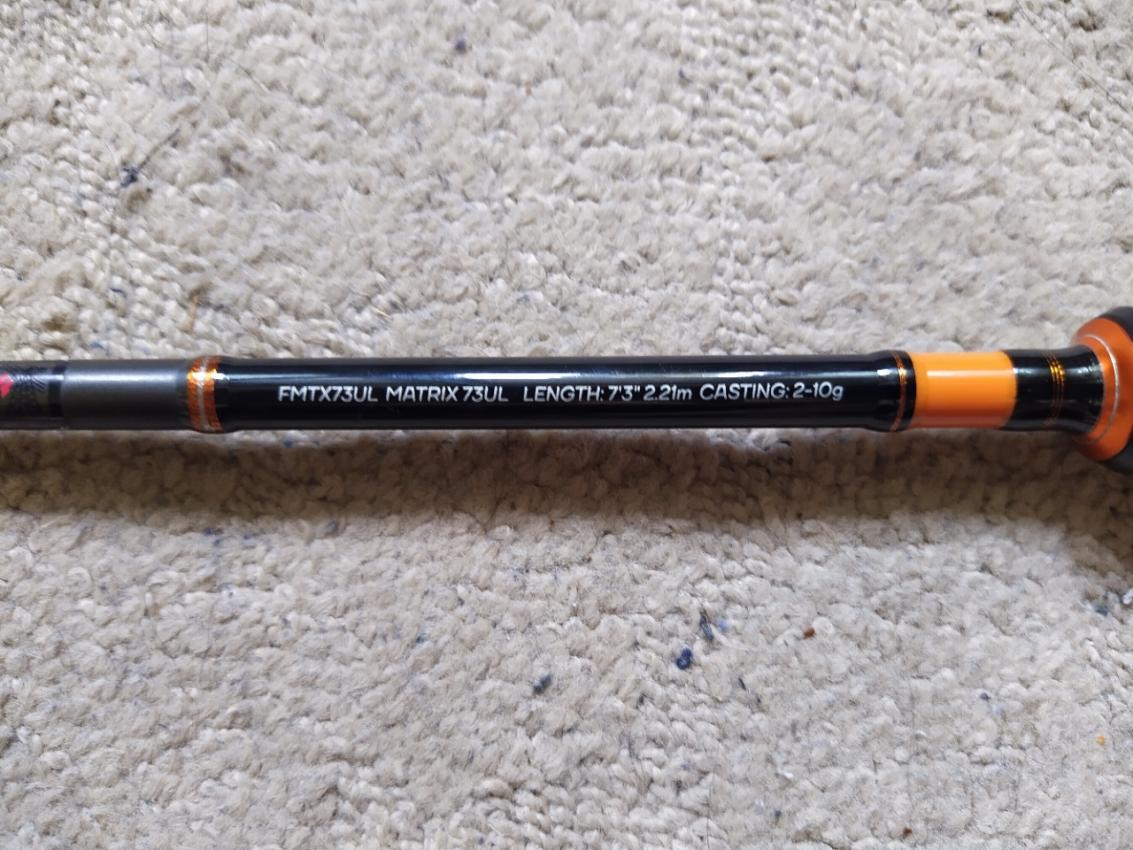 FMTX73UL MATRIX 73UL LENGTH: 7'3" 2.21m CASTING: 2-10g